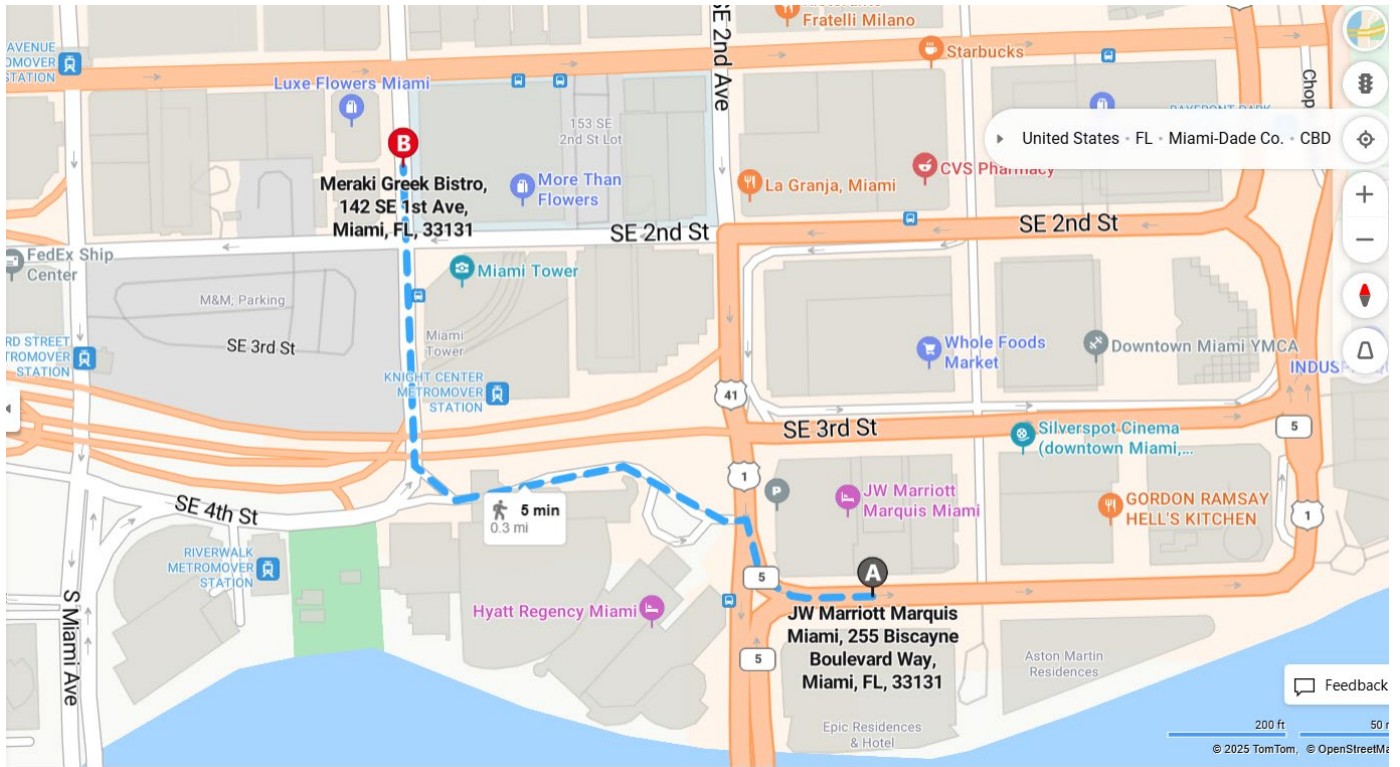 Fratelli Milano
Starbucks
AVENUE
OMOVER
STATION
Luxe Flowers Miami
SE 2nd Ave
Chop
153 SE
2nd St Lot
United States • FL • Miami-Dade Co. • CBD
B
CVS Pharmacy
La Granja, Miami
More Than
Flowers
Meraki Greek Bistro,
142 SE 1st Ave,
Miami, FL, 33131
SE 2nd St
SE 2nd St
FedEx Ship
Center
Miami Tower
M&M; Parking
SE 3rd St
Miami
Tower
RD STREET
TROMOVER
STATION
Whole Foods
Market
Downtown Miami YMCA
INDUS
KNIGHT CENTER
METROMOVER
STATION
41
SE 3rd St
5
Silverspot Cinema
(downtown Miami,...
1
P
JW Marriott
Marquis Miami
GORDON RAMSAY
HELL'S KITCHEN
1
SE 4th St
5 min
0.3 mi
RIVERWALK
METROMOVER
STATION
S Miami Ave
Hyatt Regency Miami
5
A
JW Marriott Marquis
Miami, 255 Biscayne
Boulevard Way,
Miami, FL, 33131
5
Aston Martin
Residences
Epic Residences
& Hotel
Feedback
200 ft
50
© 2025 TomTom, © OpenStreetMa